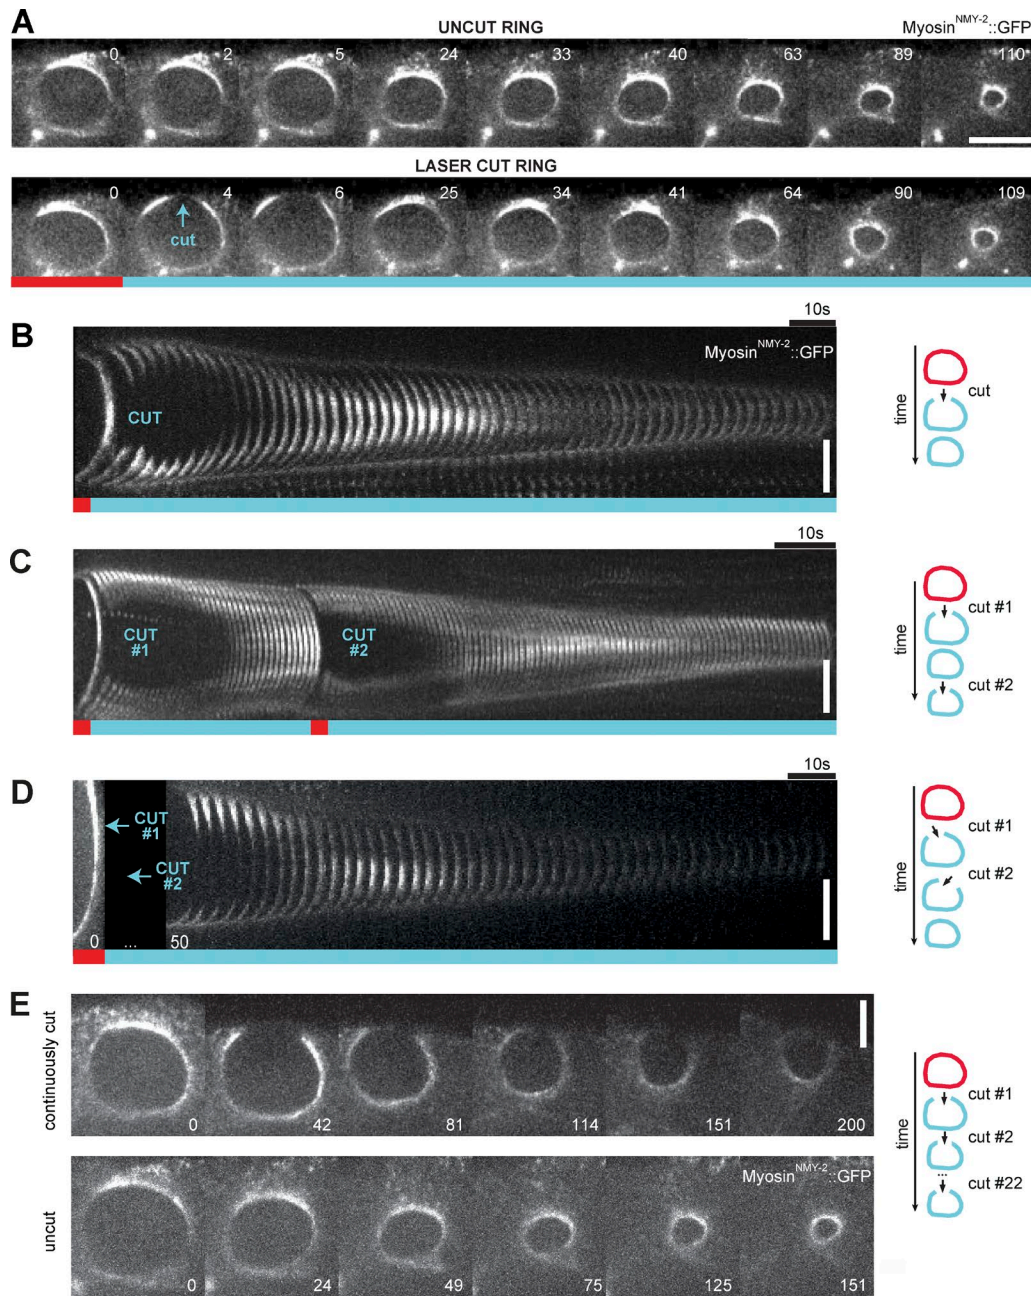 A
UNCUT RING
Myosin^NMY-2::GFP
0 2 5 24 33 40 63 89 110
LASER CUT RING
0 4 6 25 34 41 64 90 109
cut
B
10s
Myosin^NMY-2::GFP
CUT
time
cut
C
10s
CUT
#1
CUT
#2
time
cut #1
cut #2
D
10s
CUT
#1
CUT
#2
0 ... 50
time
cut #1
cut #2
E
continuously cut
0 42 81 114 151 200
uncut
Myosin^NMY-2::GFP
0 24 49 75 125 151
time
cut #1
cut #2
...
cut #22